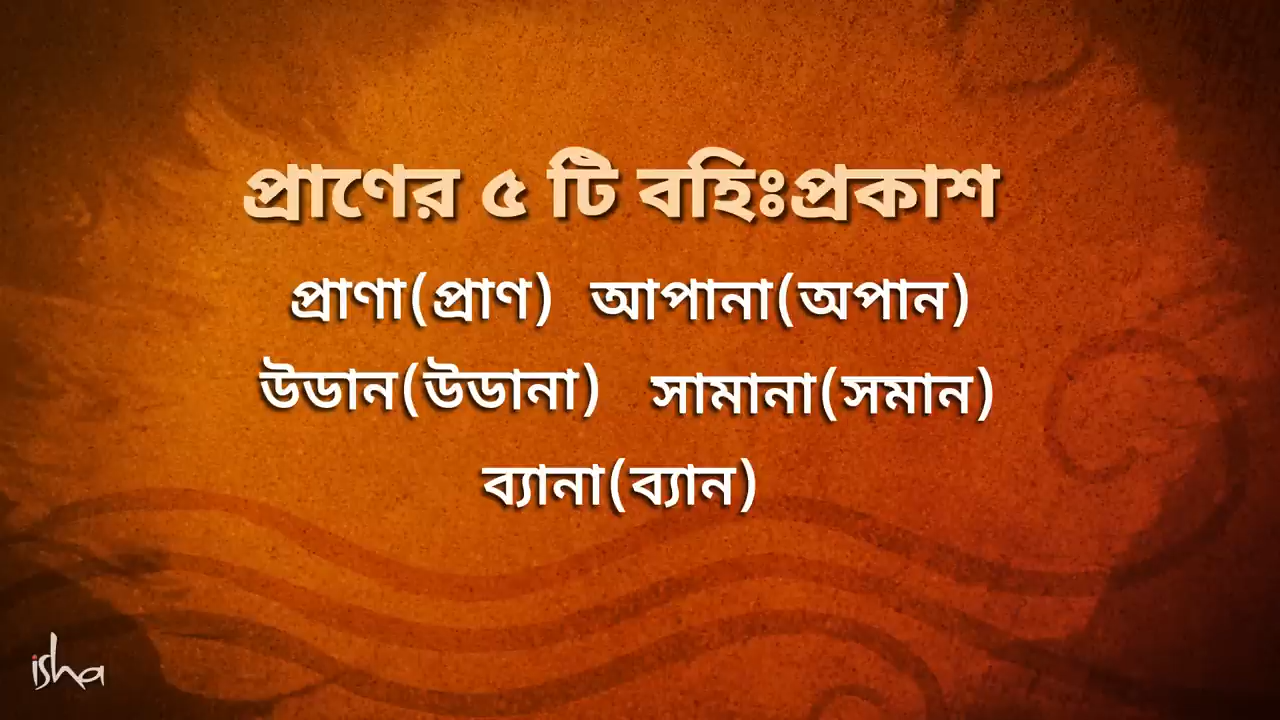 প্রাণের ৫ টি বহিঃপ্রকাশ
প্রাণা(প্রাণ) আপানা(অপান)
উডান(উডানা) সামানা(সমান)
ব্যানা(ব্যান)
isha